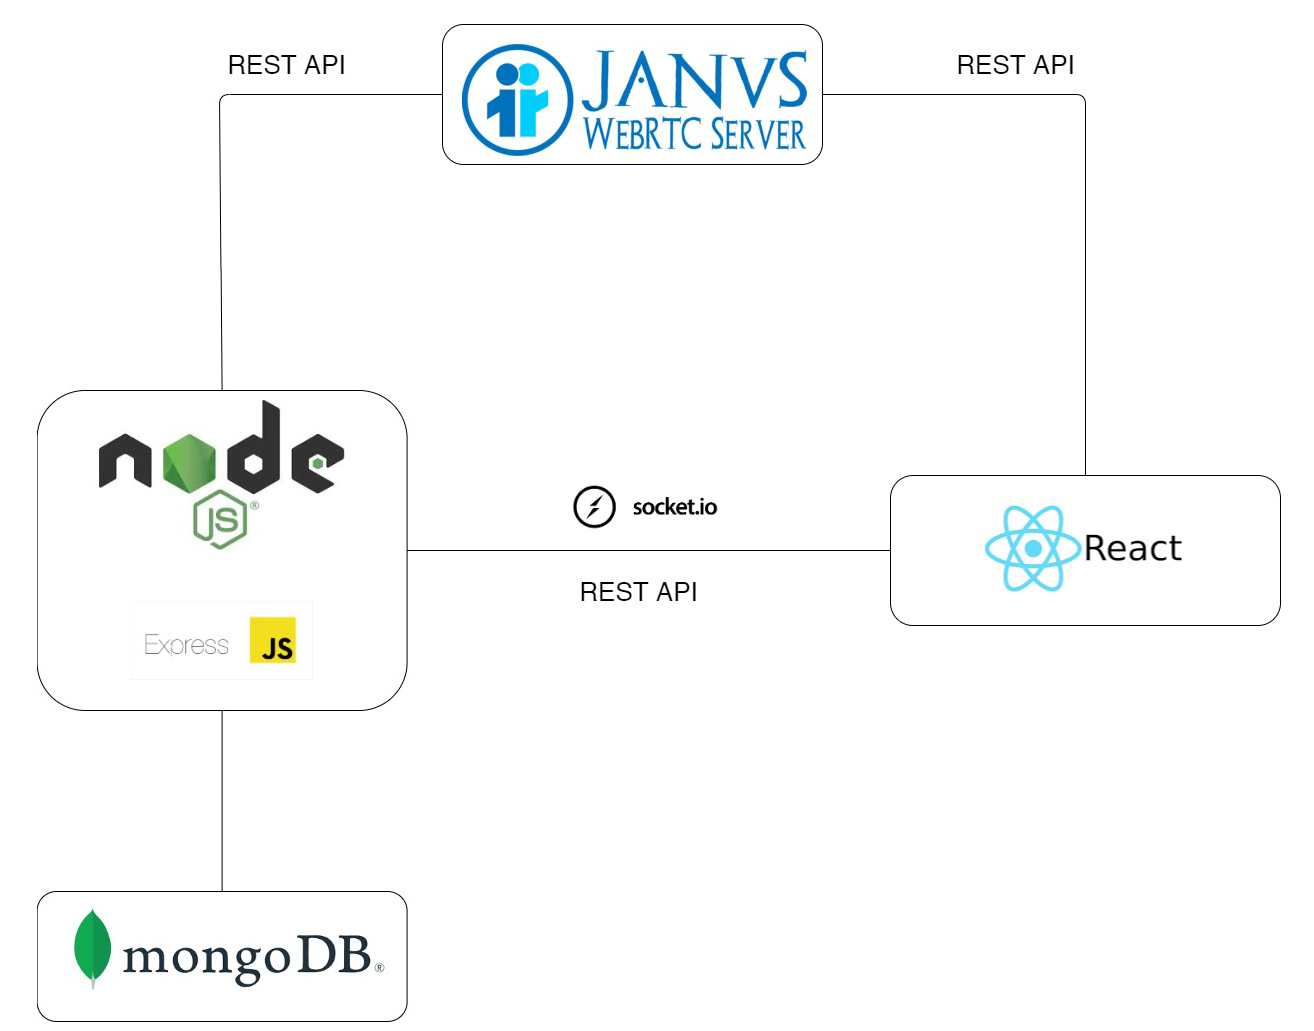 REST API
JANVS
WEBRTC SERVER
REST API
node
JS®
Express JS
socket.io
REST API
React
mongoDB®